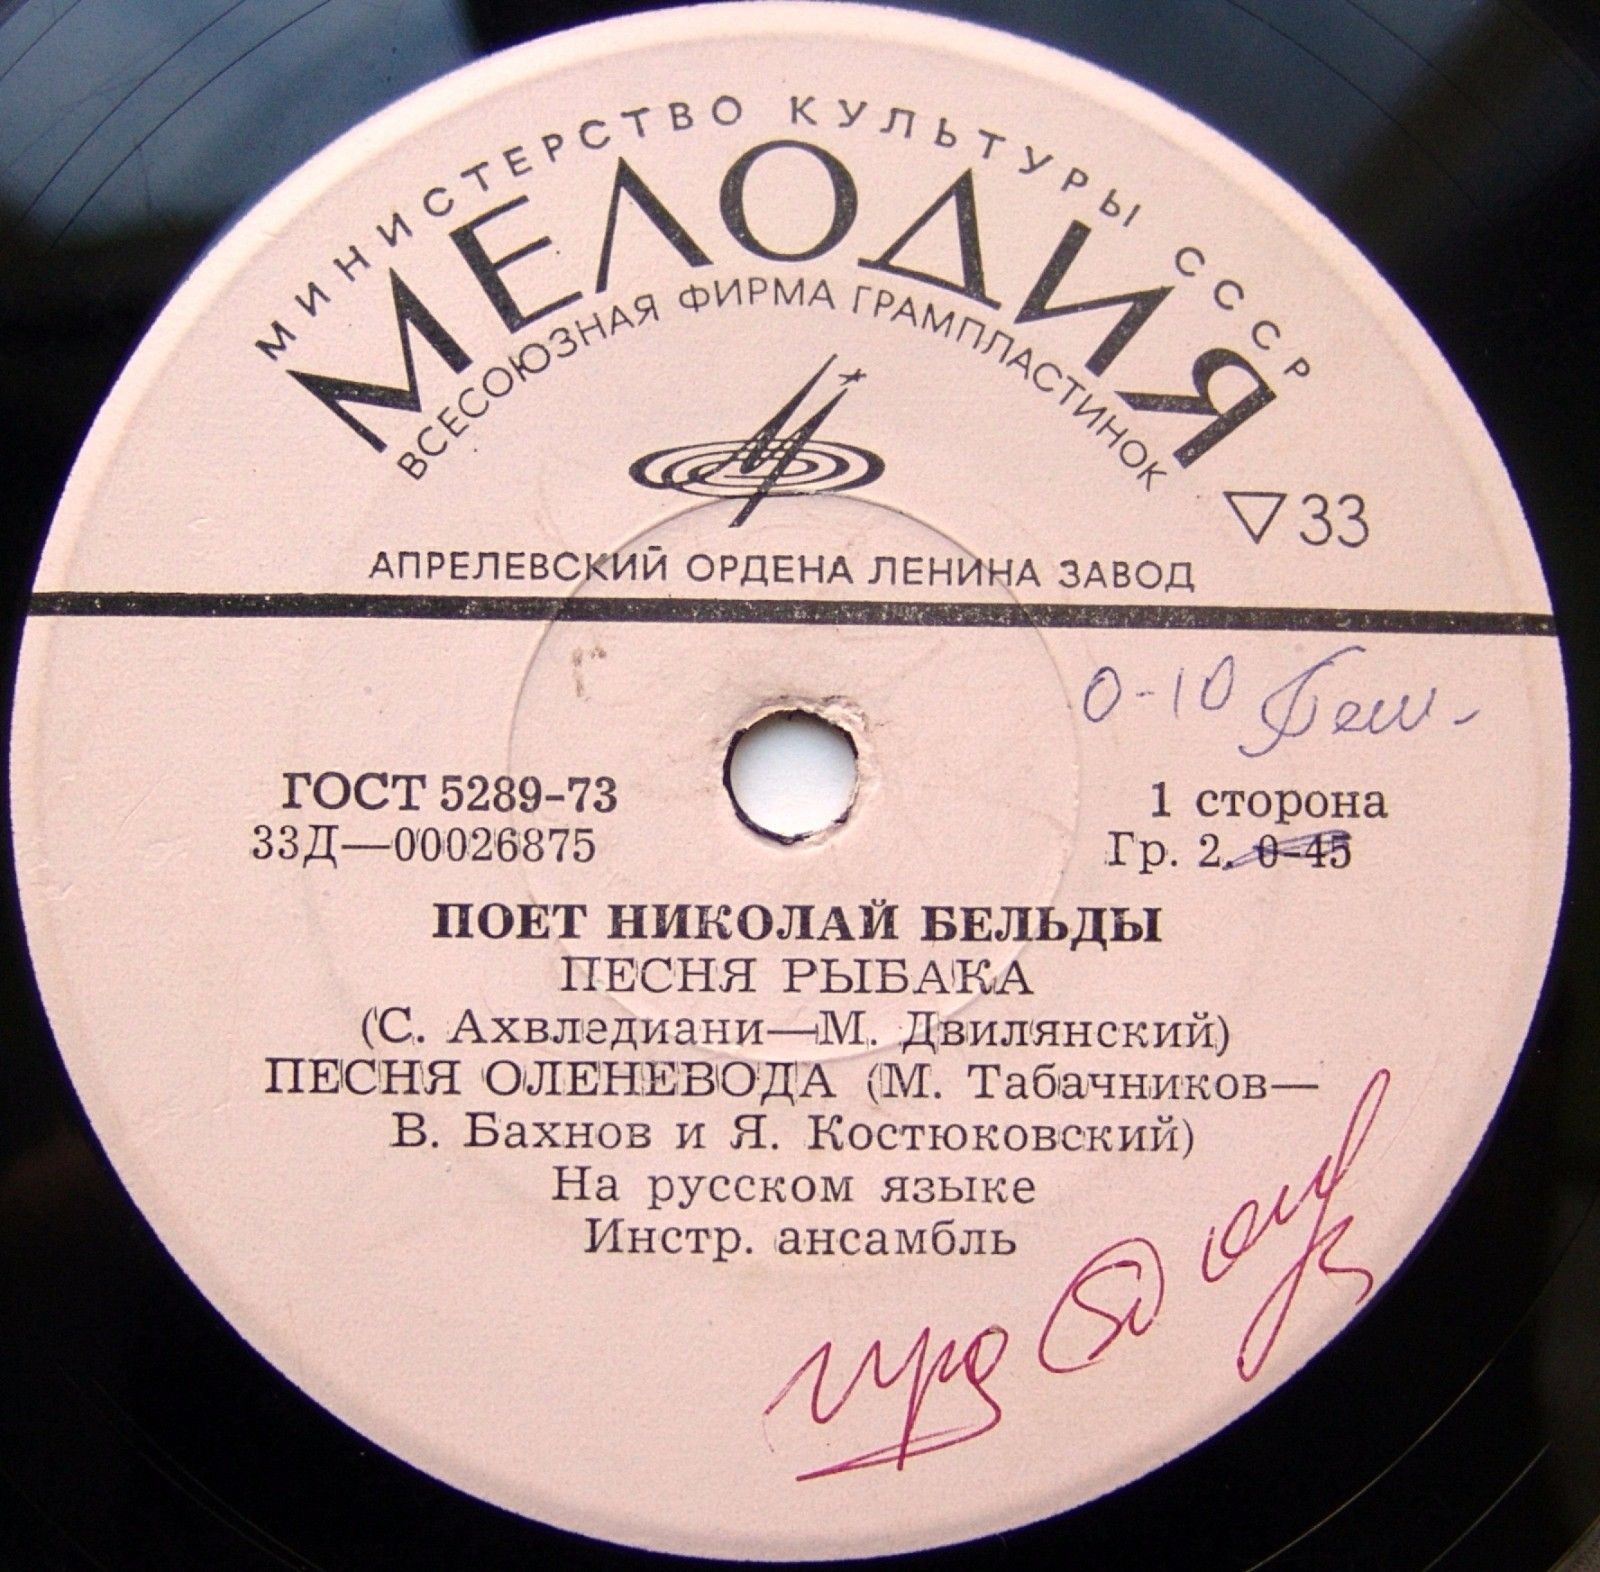 МИНИСТЕРСТВО КУЛЬТУРЫ СССР
МЕЛОДИЯ
ВСЕСОЮЗНАЯ ФИРМА ГРАМПЛАСТИНОК
33
АПРЕЛЕВСКИЙ ОРДЕНА ЛЕНИНА ЗАВОД
0-10
ГОСТ 5289-73
1 сторона
33Д—00026875
Гр. 2. 0-45
ПОЕТ НИКОЛАЙ БЕЛЬДЫ
ПЕСНЯ РЫБАКА
(С. Ахвледиани—М. Двилянский)
ПЕСНЯ ОЛЕНЕВОДА (М. Табачников—
В. Бахнов и Я. Костюковский)
На русском языке
Инстр. ансамбль